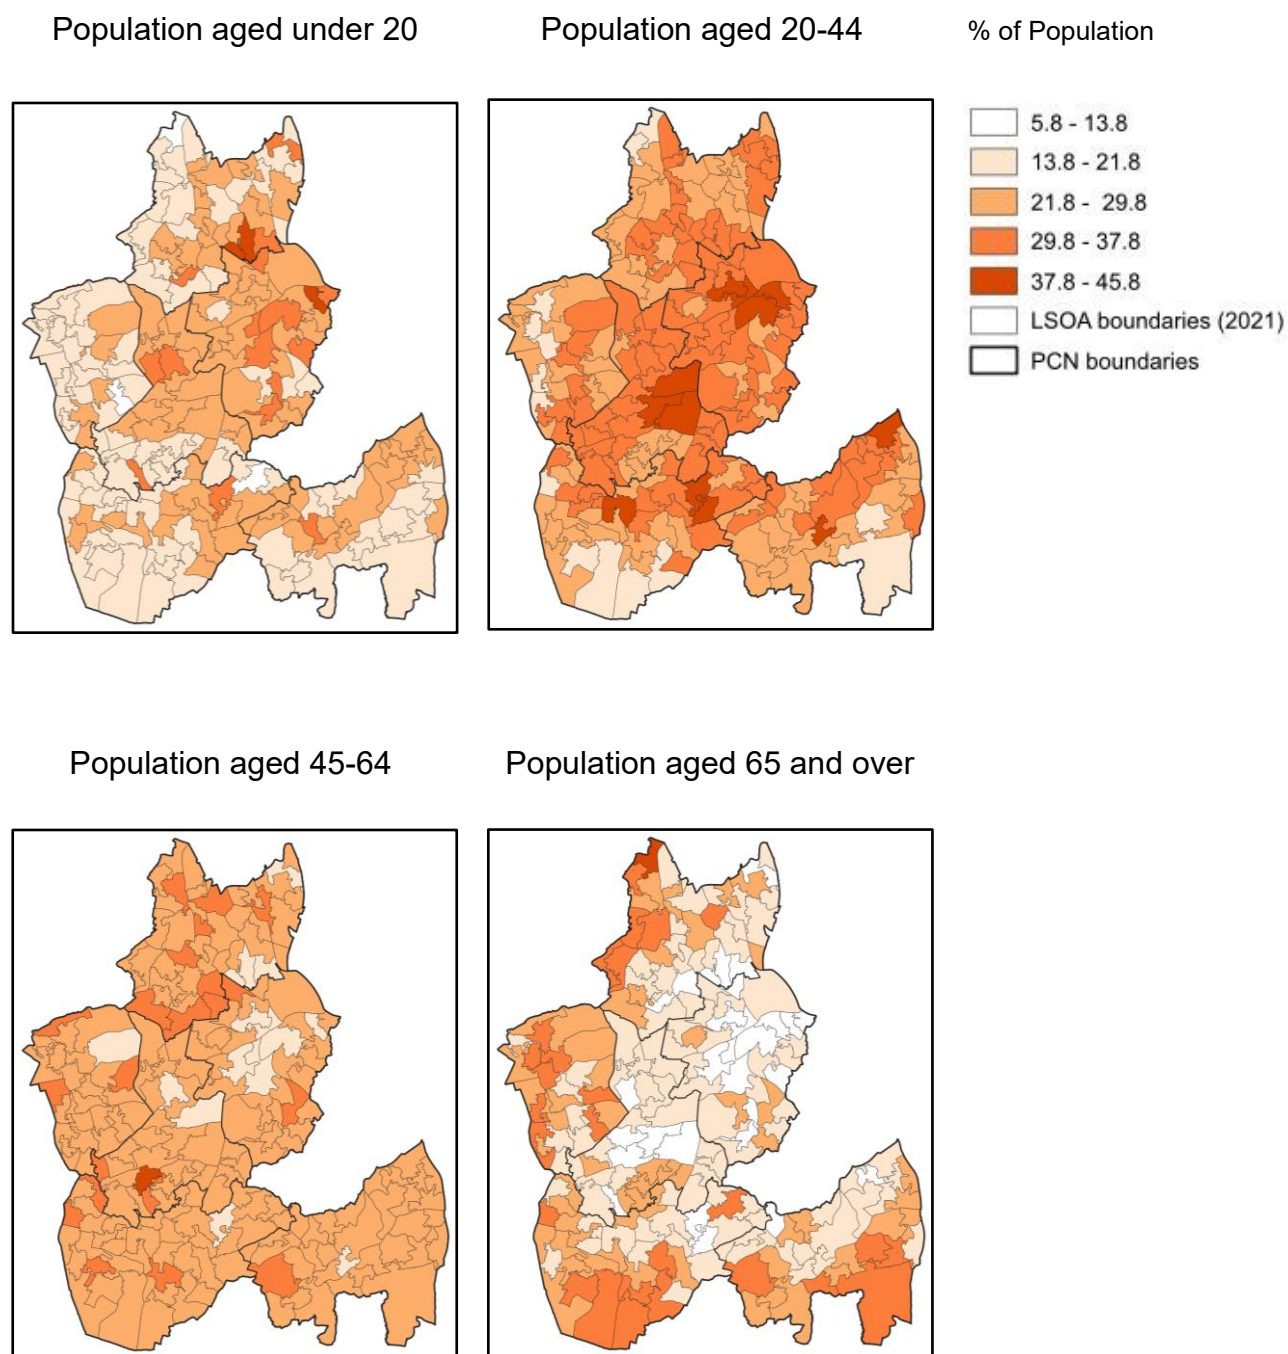 Population aged under 20
Population aged 20-44
% of Population
5.8 - 13.8
13.8 - 21.8
21.8 - 29.8
29.8 - 37.8
37.8 - 45.8
LSOA boundaries (2021)
PCN boundaries
Population aged 45-64
Population aged 65 and over